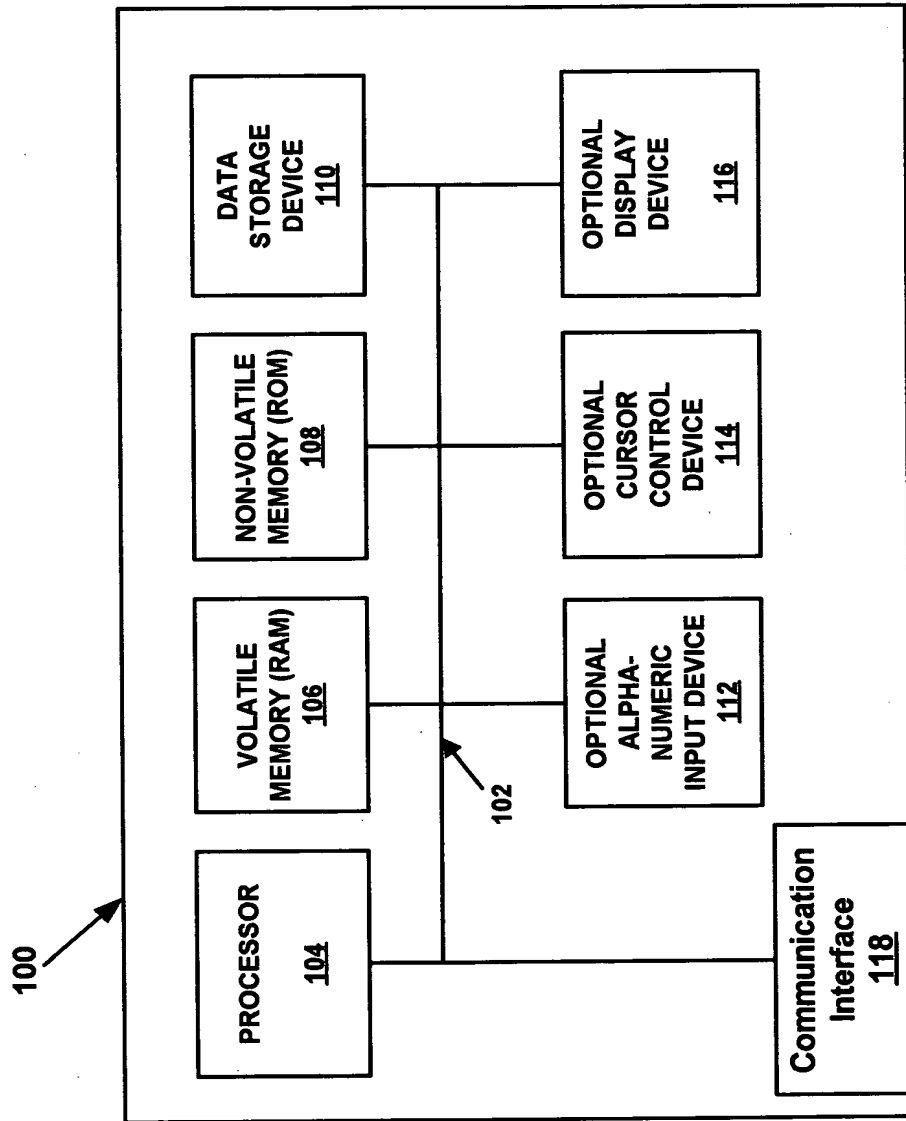 100
PROCESSOR
104
VOLATILE
MEMORY (RAM)
106
NON-VOLATILE
MEMORY (ROM)
108
DATA
STORAGE
DEVICE
110
102
Communication
Interface
118
OPTIONAL
ALPHA-
NUMERIC
INPUT DEVICE
112
OPTIONAL
CURSOR
CONTROL
DEVICE
114
OPTIONAL
DISPLAY
DEVICE
116